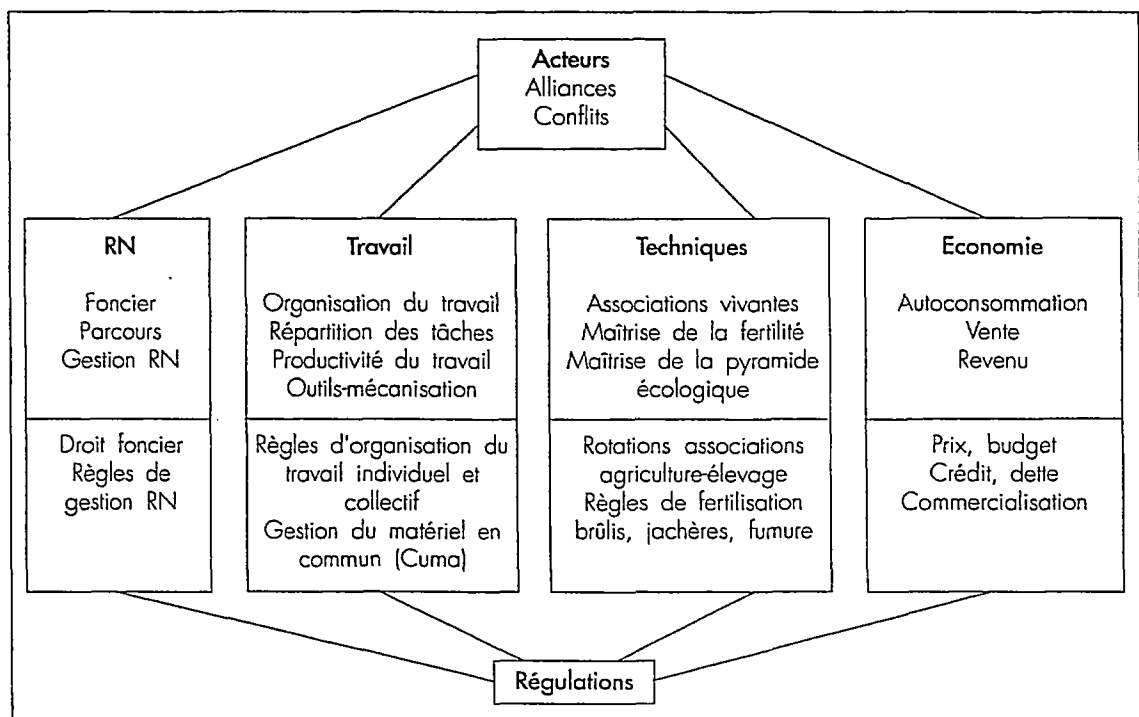 Acteurs
Alliances
Conflits
RN
Foncier
Parcours
Gestion RN
Droit foncier
Règles de
gestion RN
Travail
Organisation du travail
Répartition des tâches
Productivité du travail
Outils-mécanisation
Règles d'organisation du
travail individuel et
collectif
Gestion du matériel en
commun (Cuma)
Techniques
Associations vivantes
Maîtrise de la fertilité
Maîtrise de la pyramide
écologique
Rotations associations
agriculture-élevage
Règles de fertilisation
brûlis, jachères, fumure
Economie
Autoconsommation
Vente
Revenu
Prix, budget
Crédit, dette
Commercialisation
Régulations